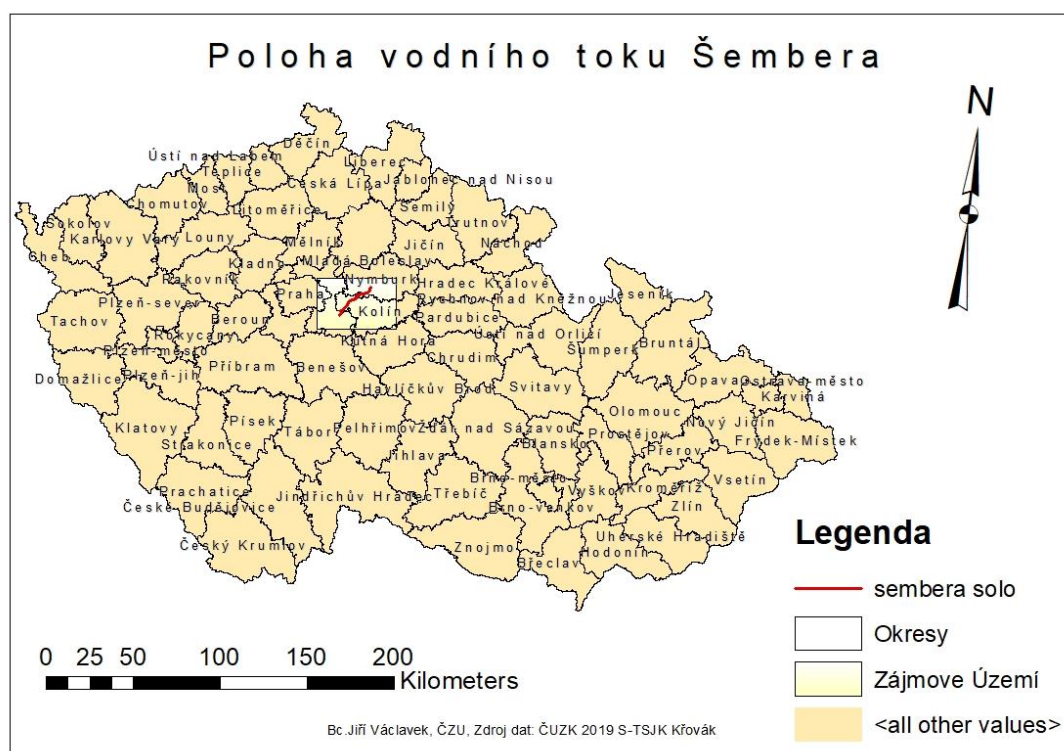 Poloha vodního toku Šembera
N
Děčín
Ústí nad Labem
Liberec
Teplice
Most
Česká Lípa
Jablonec nad Nisou
Chomutov
Litoměřice
Semily
Sokolov
Trutnov
Karlovy Vary
Louny
Mělník
Jičín
Náchod
Cheb
Kladno
Mladá Boleslav
Rakovník
Nymburk
Hradec Králové
Jeseník
Praha
Rychnov nad Kněžnou
Plzeň-sever
Kolín
Pardubice
Tachov
Beroun
Rokycany
Ústí nad Orlicí
Kutná Hora
Bruntál
Plzeň-město
Šumperk
Chrudim
Plzeň-jih
Příbram
Benešov
Domažlice
Opava
Ostrava-město
Havlíčkův Brod
Svitavy
Karviná
Olomouc
Písek
Nový Jičín
Klatovy
Tábor
Pelhřimov
Žďár nad Sázavou
Prostějov
Frýdek-Místek
Strakonice
Blansko
Přerov
Jihlava
Brno-město
Vsetín
Prachatice
Jindřichův Hradec
Třebíč
Vyškov
Kroměříž
České Budějovice
Brno-venkov
Zlín
Uherské Hradiště
Český Krumlov
Znojmo
Hodonín
Břeclav
Legenda
sembera solo
Okresy
Zájmove Území
<all other values>
0 25 50 100 150 200
Kilometers
Bc.Jiří Václavek, ČZU, Zdroj dat: ČUZK 2019 S-TSJK Křovák